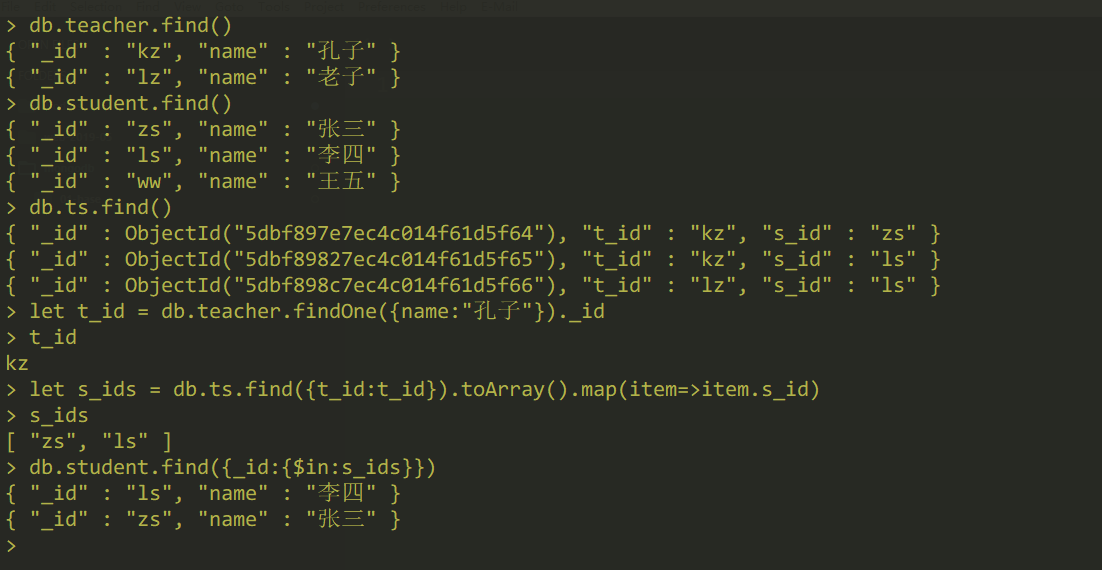 > db.teacher.find()
{ "_id" : "kz", "name" : "孔子" }
{ "_id" : "lz", "name" : "老子" }
> db.student.find()
{ "_id" : "zs", "name" : "张三" }
{ "_id" : "ls", "name" : "李四" }
{ "_id" : "ww", "name" : "王五" }
> db.ts.find()
{ "_id" : ObjectId("5dbf897e7ec4c014f61d5f64"), "t_id" : "kz", "s_id" : "zs" }
{ "_id" : ObjectId("5dbf89827ec4c014f61d5f65"), "t_id" : "kz", "s_id" : "ls" }
{ "_id" : ObjectId("5dbf898c7ec4c014f61d5f66"), "t_id" : "lz", "s_id" : "ls" }
> let t_id = db.teacher.findOne({name:"孔子"})._id
> t_id
kz
> let s_ids = db.ts.find({t_id:t_id}).toArray().map(item=>item.s_id)
> s_ids
[ "zs", "ls" ]
> db.student.find({_id:{$in:s_ids}})
{ "_id" : "ls", "name" : "李四" }
{ "_id" : "zs", "name" : "张三" }
>